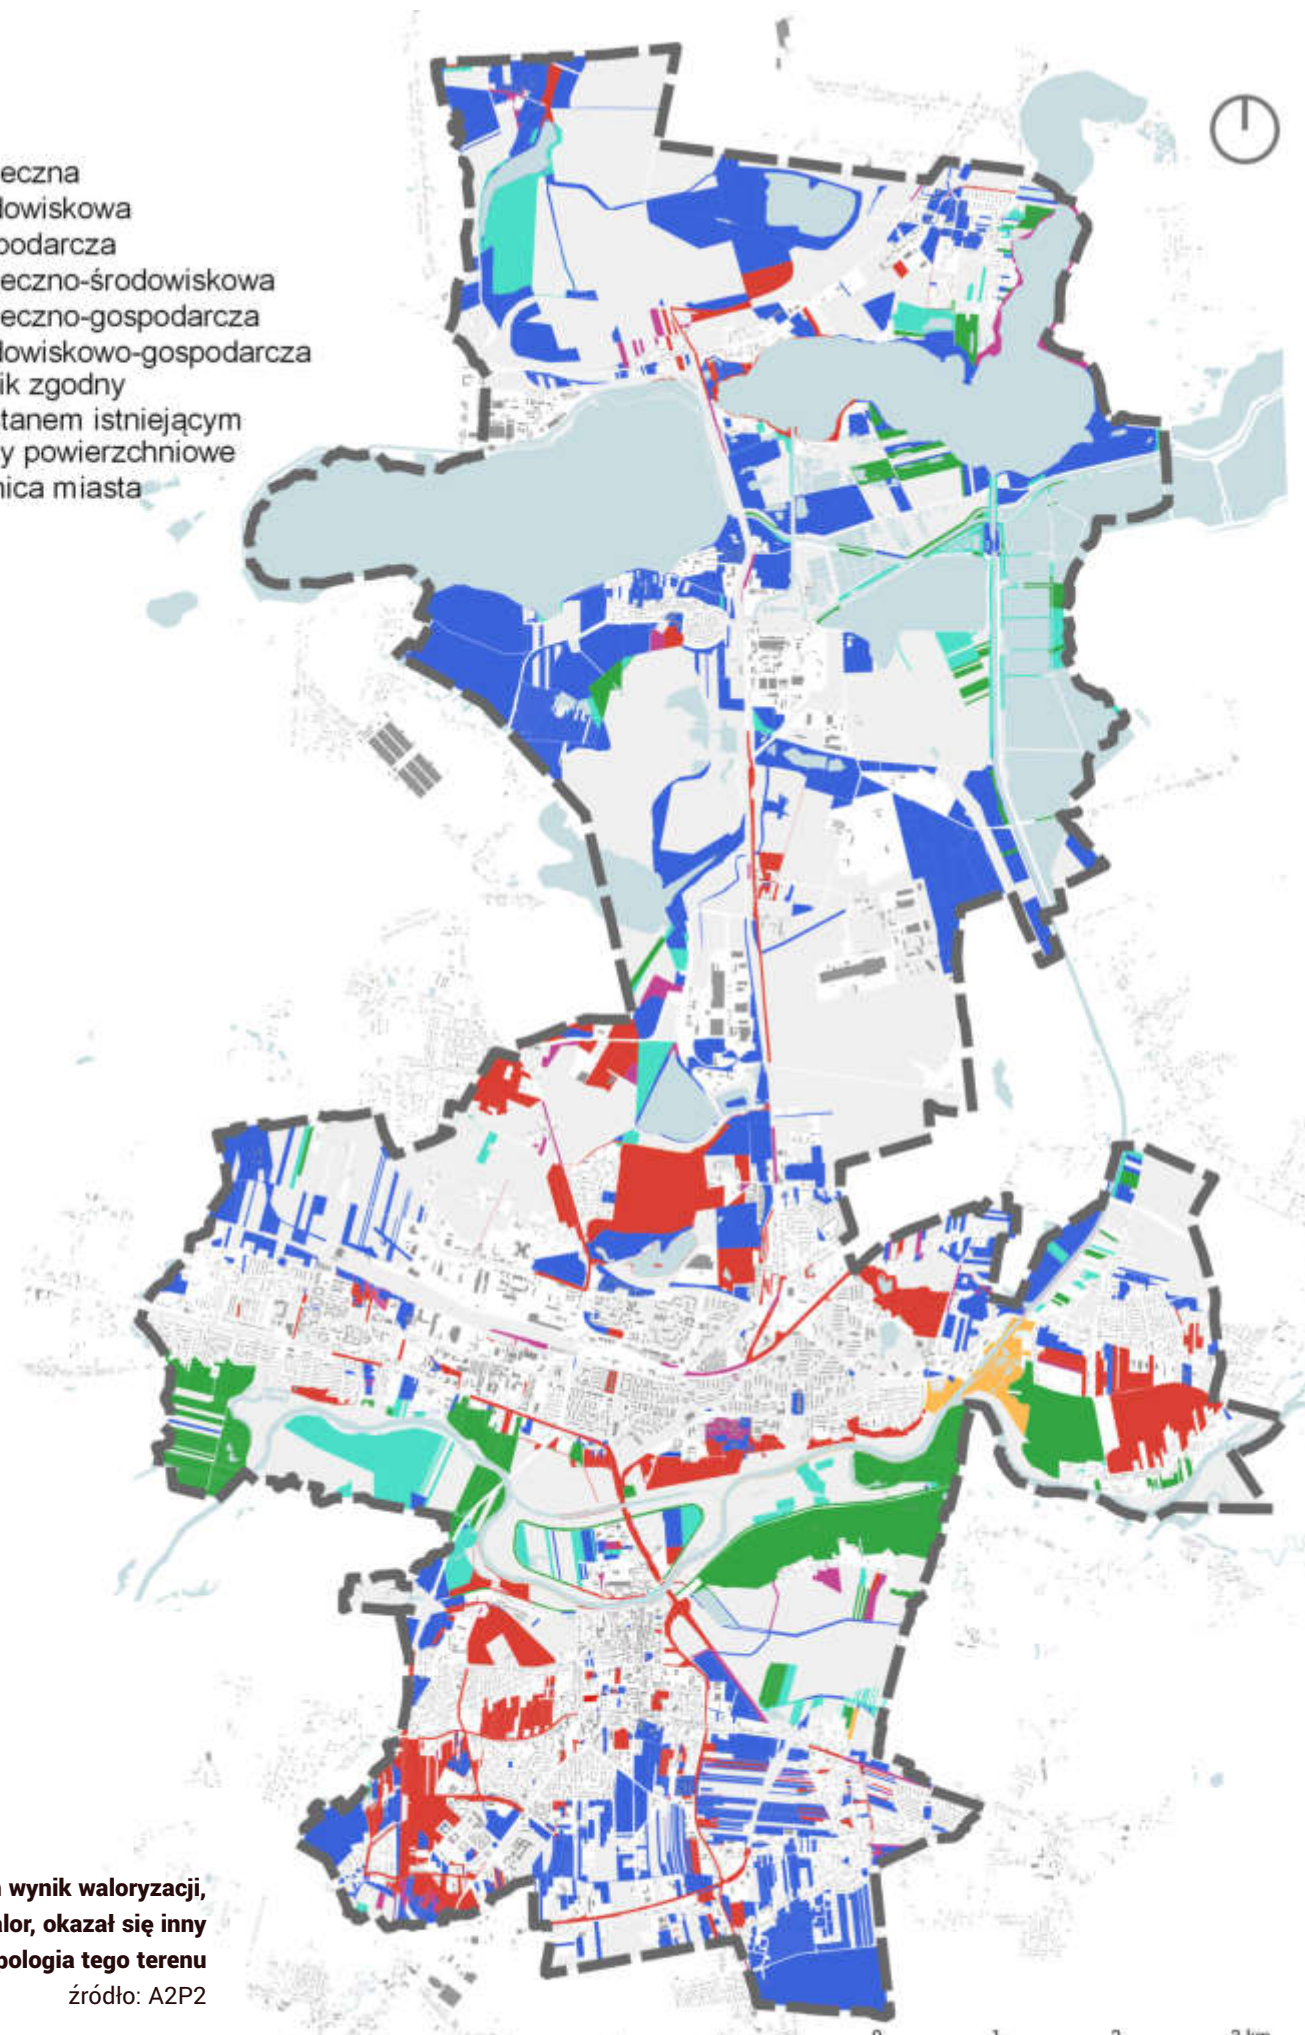 eczna
lowiskowa
podarcza
eczno-środowiskowa
eczno-gospodarcza
lowiskowo-gospodarcza
ik zgodny
tanem istniejącym
y powierzchniowe
nica miasta
wynik waloryzacji,
alor, okazał się inny
pologia tego terenu
źródło: A2P2